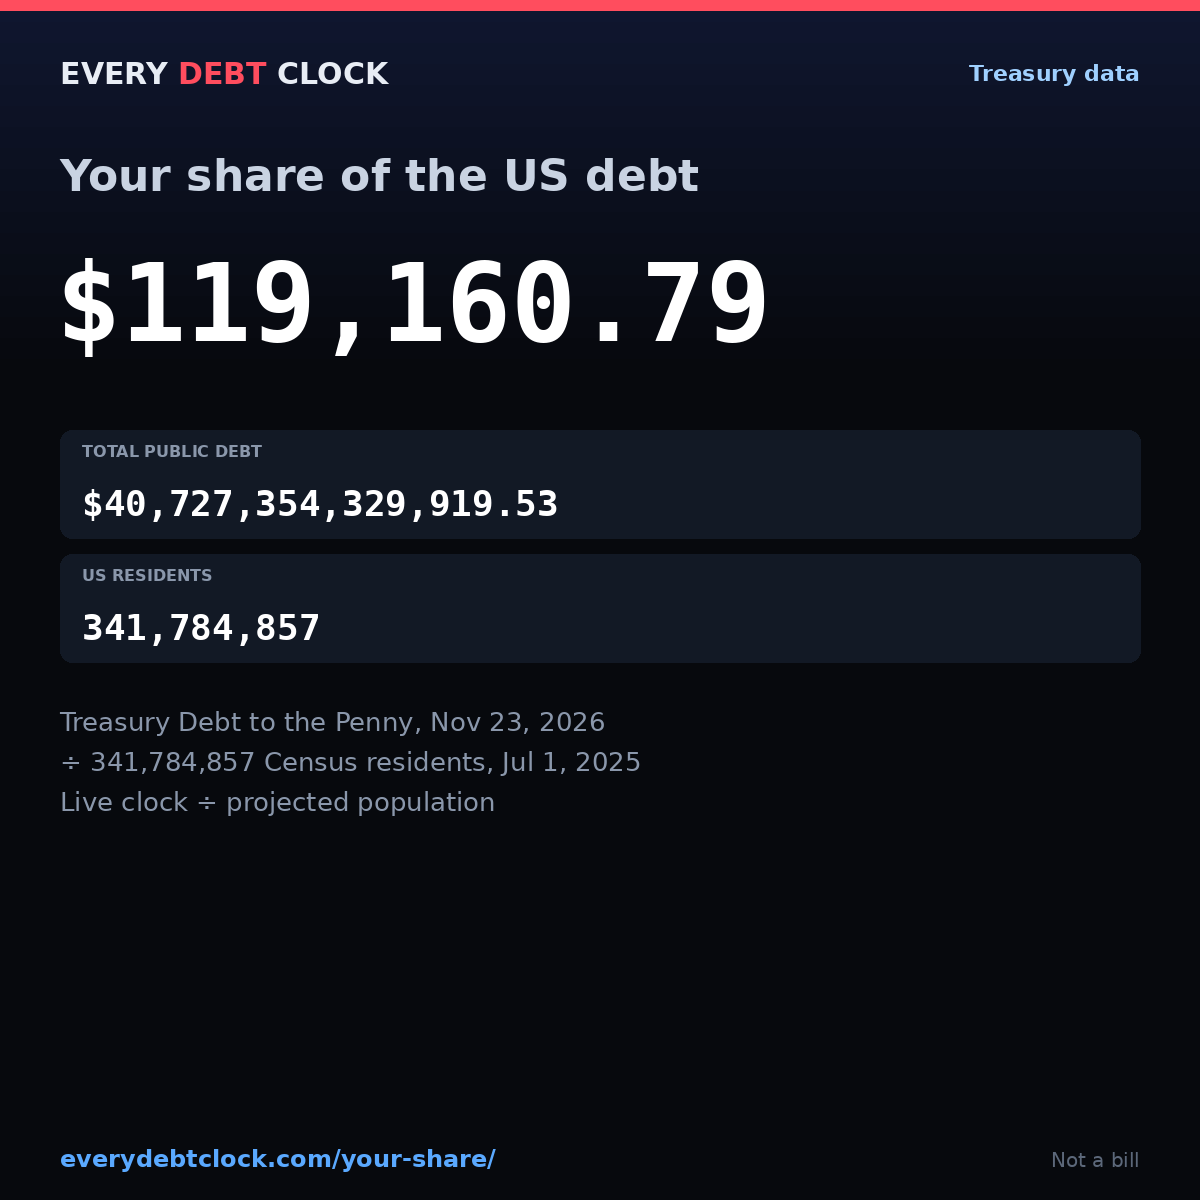 EVERY DEBT CLOCK
Treasury data
Your share of the US debt
$119,160.79
TOTAL PUBLIC DEBT
$40,727,354,329,919.53
US RESIDENTS
341,784,857
Treasury Debt to the Penny, Nov 23, 2026
÷ 341,784,857 Census residents, Jul 1, 2025
Live clock ÷ projected population
everydebtclock.com/your-share/
Not a bill